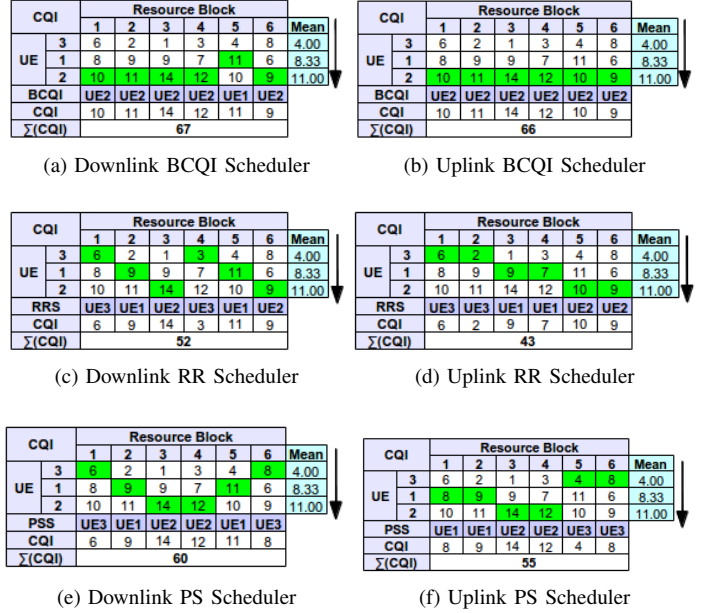 CQI Resource Block CQI Resource Block
1 2 3 4 5 6 Mean 1 2 3 4 5 6 Mean
3 6 2 1 3 4 8 4.00 3 6 2 1 3 4 8 4.00
UE 1 8 9 9 7 11 6 8.33 UE 1 8 9 9 7 11 6 8.33
2 10 11 14 12 10 9 11.00 2 10 11 14 12 10 9 11.00
BCQI UE2 UE2 UE2 UE2 UE1 UE2 BCQI UE2 UE2 UE2 UE2 UE2 UE2
CQI 10 11 14 12 11 9 CQI 10 11 14 12 10 9
∑(CQI) 67 ∑(CQI) 66
(a) Downlink BCQI Scheduler (b) Uplink BCQI Scheduler
CQI Resource Block CQI Resource Block
1 2 3 4 5 6 Mean 1 2 3 4 5 6 Mean
3 6 2 1 3 4 8 4.00 3 6 2 1 3 4 8 4.00
UE 1 8 9 9 7 11 6 8.33 UE 1 8 9 9 7 11 6 8.33
2 10 11 14 12 10 9 11.00 2 10 11 14 12 10 9 11.00
RRS UE3 UE1 UE2 UE3 UE1 UE2 RRS UE3 UE3 UE1 UE1 UE2 UE2
CQI 6 9 14 3 11 9 CQI 6 2 9 7 10 9
∑(CQI) 52 ∑(CQI) 43
(c) Downlink RR Scheduler (d) Uplink RR Scheduler
CQI Resource Block CQI Resource Block
1 2 3 4 5 6 Mean 1 2 3 4 5 6 Mean
3 6 2 1 3 4 8 4.00 3 6 2 1 3 4 8 4.00
UE 1 8 9 9 7 11 6 8.33 UE 1 8 9 9 7 11 6 8.33
2 10 11 14 12 10 9 11.00 2 10 11 14 12 10 9 11.00
PSS UE3 UE1 UE2 UE2 UE1 UE3 PSS UE1 UE1 UE2 UE2 UE3 UE3
CQI 6 9 14 12 11 8 CQI 8 9 14 12 4 8
∑(CQI) 60 ∑(CQI) 55
(e) Downlink PS Scheduler (f) Uplink PS Scheduler